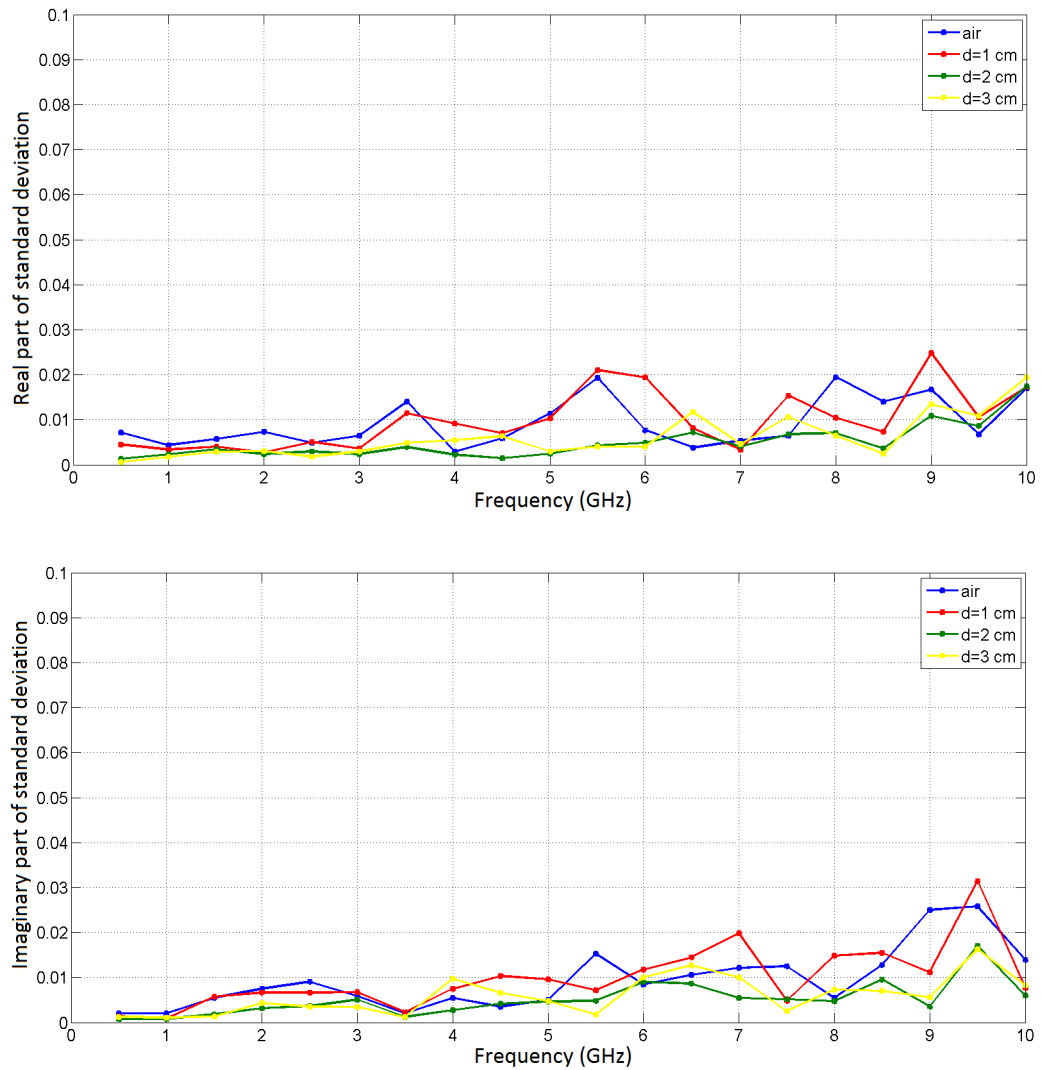 0.1
0.09
0.08
0.07
0.06
0.05
0.04
0.03
0.02
0.01
0
Real part of standard deviation
air
d=1 cm
d=2 cm
d=3 cm
0 1 2 3 4 5 6 7 8 9 10
Frequency (GHz)
0.1
0.09
0.08
0.07
0.06
0.05
0.04
0.03
0.02
0.01
0
Imaginary part of standard deviation
air
d=1 cm
d=2 cm
d=3 cm
0 1 2 3 4 5 6 7 8 9 10
Frequency (GHz)